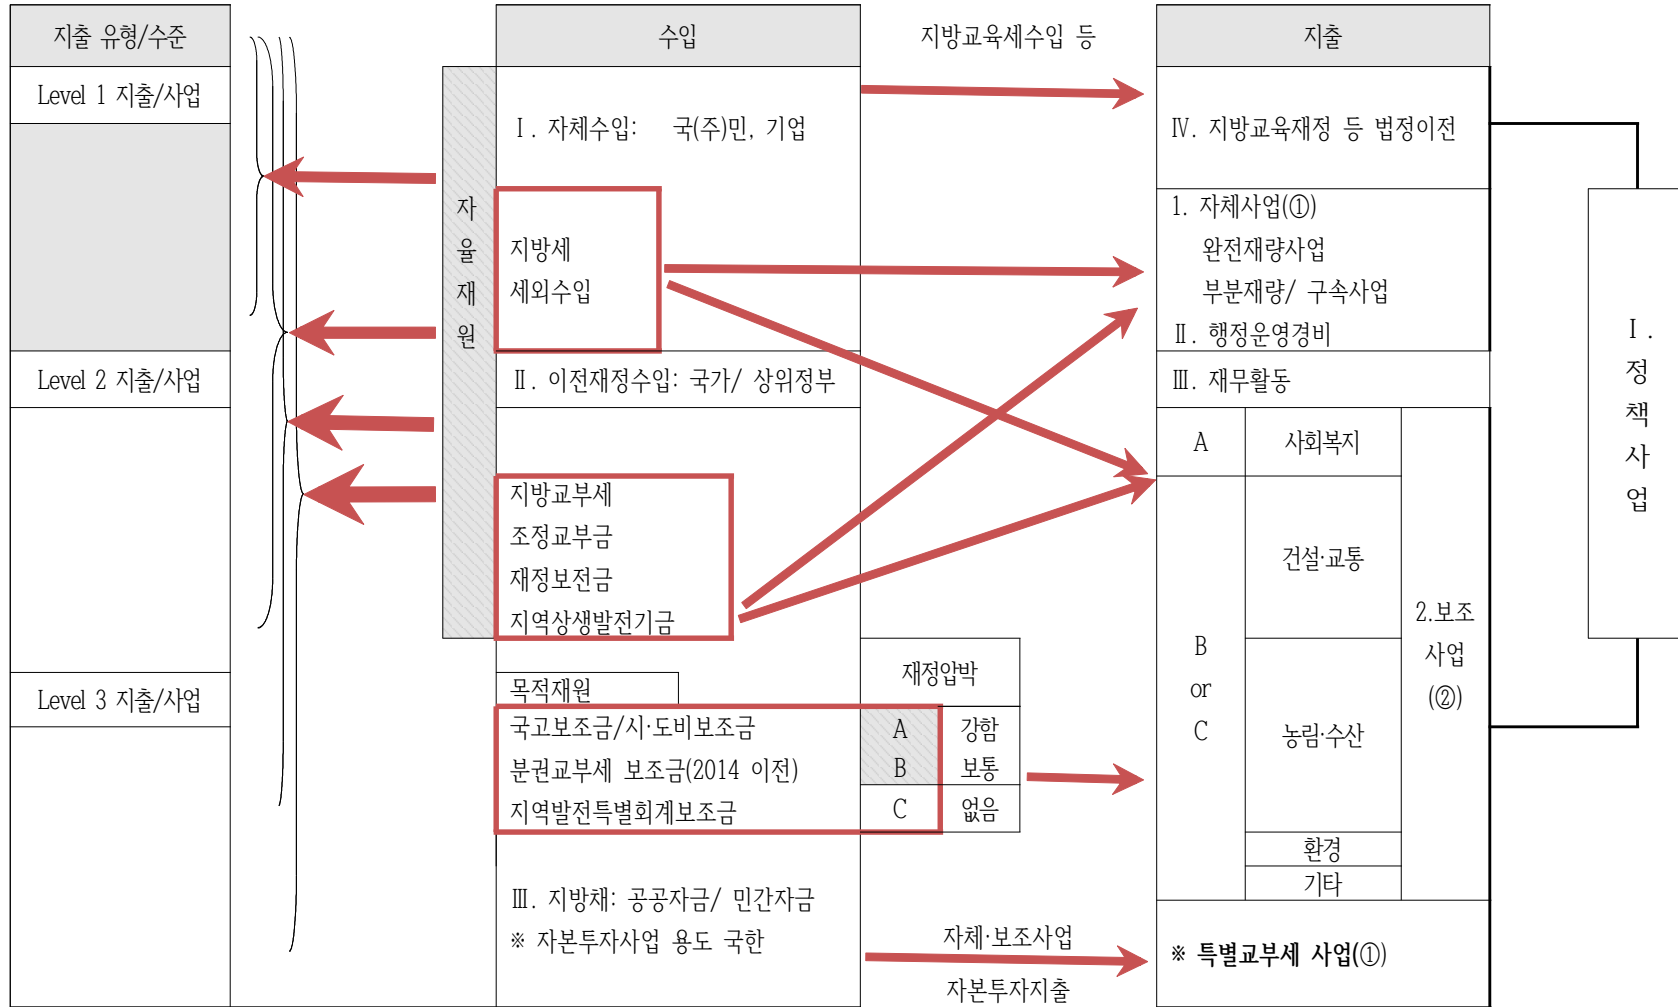 지출 유형/수준
수입
지방교육세수입 등
지출
Level 1 지출/사업
Ⅰ. 자체수입: 국(주)민, 기업
Ⅳ. 지방교육재정 등 법정이전
자
율
재
원
지방세
세외수입
1. 자체사업(①)
완전재량사업
부분재량/ 구속사업
Ⅱ. 행정운영경비
Ⅰ.
정
책
사
업
Level 2 지출/사업
Ⅱ. 이전재정수입: 국가/ 상위정부
Ⅲ. 재무활동
A
사회복지
지방교부세
조정교부금
재정보전금
지역상생발전기금
건설·교통
B
or
C
2.보조
사업
(②)
재정압박
Level 3 지출/사업
목적재원
국고보조금/시·도비보조금
A
강함
분권교부세 보조금(2014 이전)
B
보통
지역발전특별회계보조금
C
없음
농림·수산
환경
기타
Ⅲ. 지방채: 공공자금/ 민간자금
※ 자본투자사업 용도 국한
자체·보조사업
자본투자지출
※ 특별교부세 사업(①)